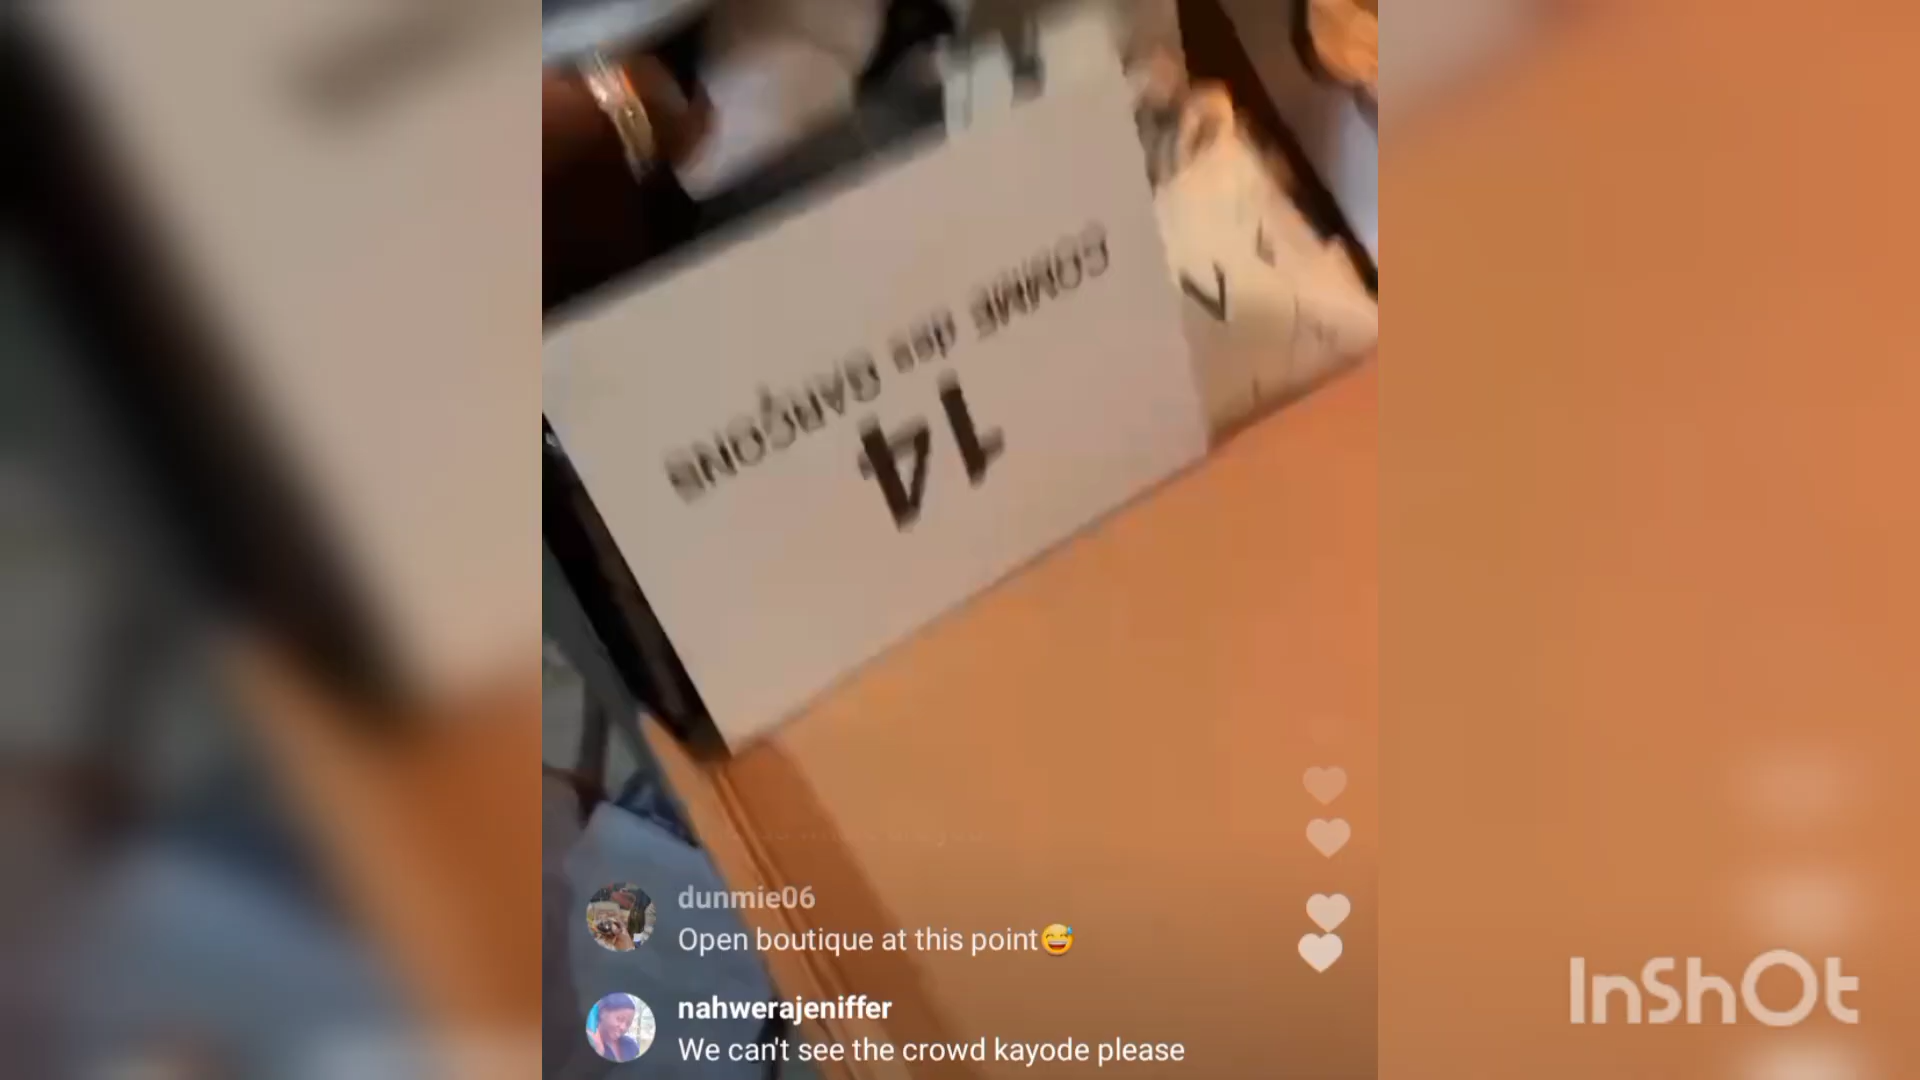 COMME des GARÇONS
14
dunmie06
Open boutique at this point😅
nahwerajeniffer
We can't see the crowd kayode please
InShOt